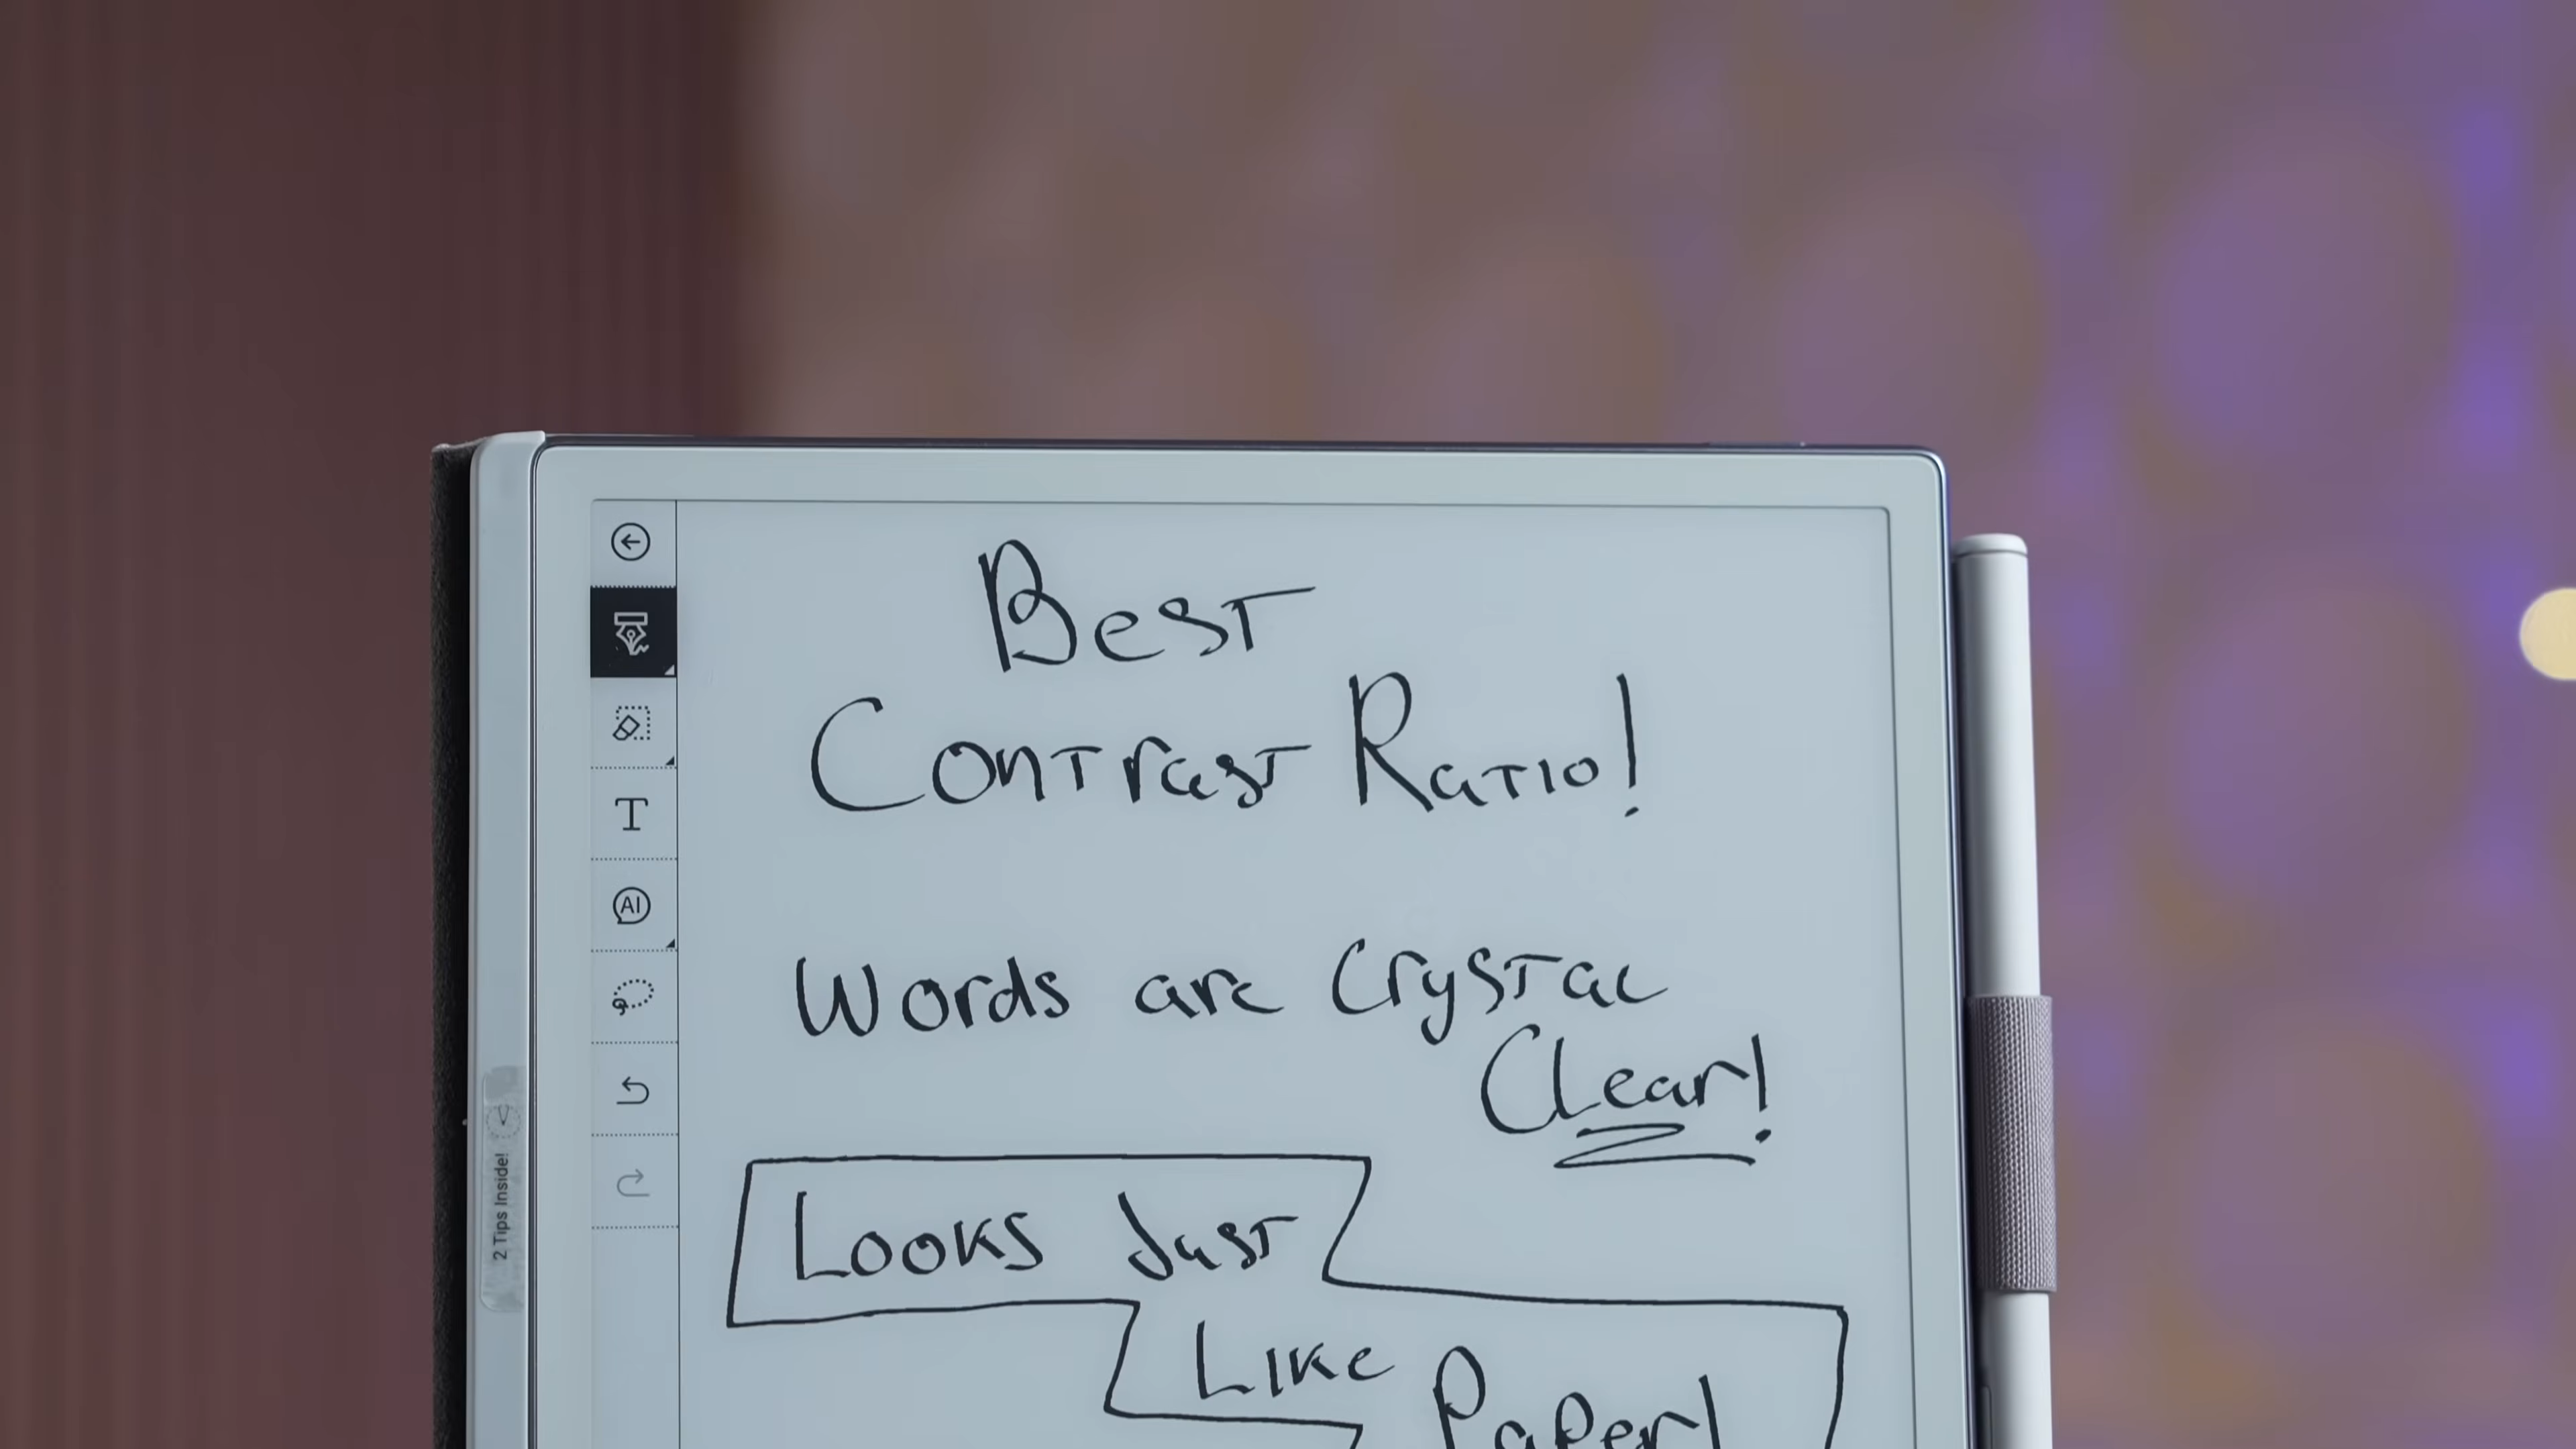 Best
Contrast Ratio!
T
AI
Words are Crystal
Clear!
2 Tips Inside!
Looks Just
Like Paper!